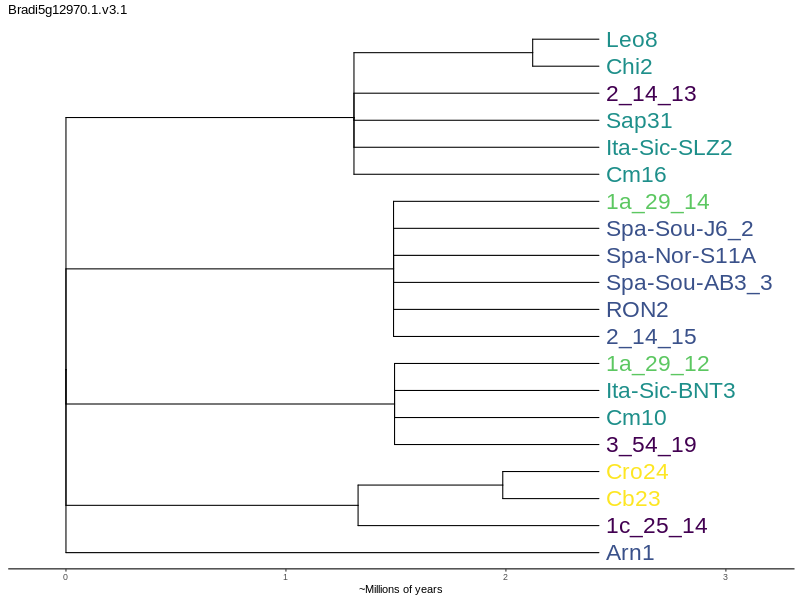 Bradi5g12970.1.v3.1
Leo8
Chi2
2_14_13
Sap31
Ita-Sic-SLZ2
Cm16
1a_29_14
Spa-Sou-J6_2
Spa-Nor-S11A
Spa-Sou-AB3_3
RON2
2_14_15
1a_29_12
Ita-Sic-BNT3
Cm10
3_54_19
Cro24
Cb23
1c_25_14
Arn1
0 1 2 3
~Millions of years